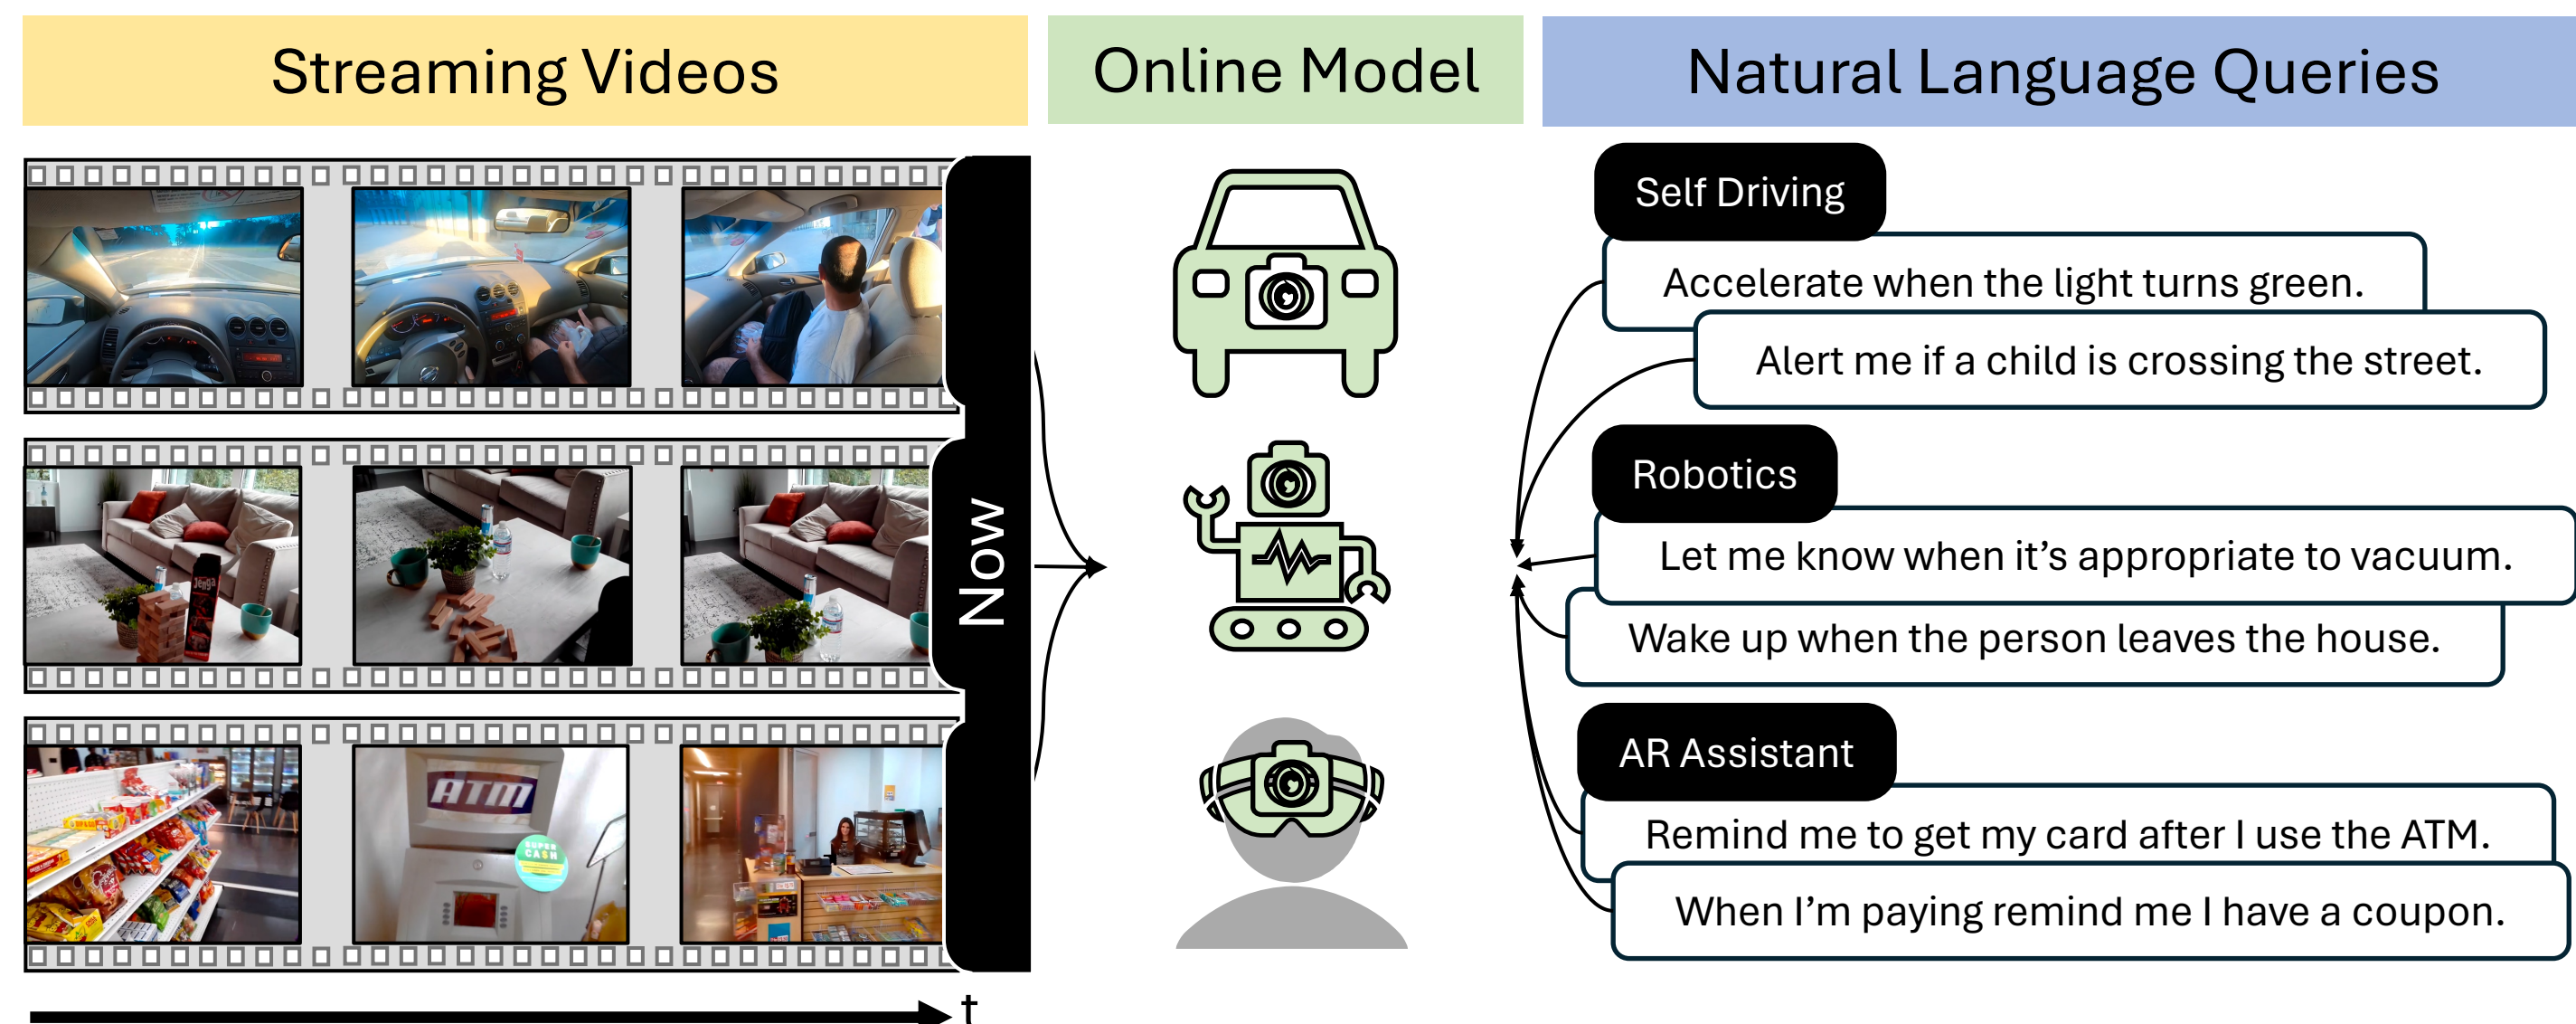 Streaming Videos
Online Model
Natural Language Queries
Now
t
Jenga
ATM
SUPER
CA$H
Self Driving
Accelerate when the light turns green.
Alert me if a child is crossing the street.
Robotics
Let me know when it’s appropriate to vacuum.
Wake up when the person leaves the house.
AR Assistant
Remind me to get my card after I use the ATM.
When I’m paying remind me I have a coupon.